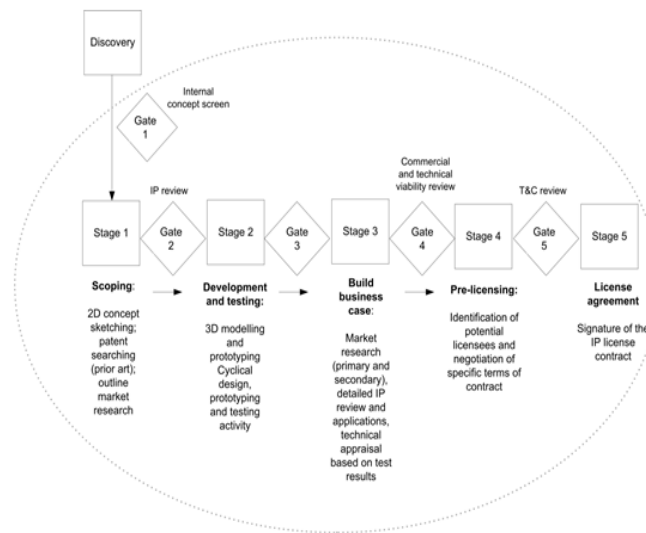 Discovery
Internal
concept screen
Gate
1
IP review
Commercial
and technical
viability review
T&C review
Stage 1
Gate
2
Stage 2
Gate
3
Stage 3
Gate
4
Stage 4
Gate
5
Stage 5
Scoping:
2D concept
sketching;
patent
searching
(prior art);
outline
market
research
Development
and testing:
3D modelling
and
prototyping
Cyclical
design,
prototyping
and testing
activity
Build
business
case:
Market
research
(primary and
secondary),
detailed IP
review and
applications,
technical
appraisal
based on test
results
Pre-licensing:
Identification of
potential
licensees and
negotiation of
specific terms of
contract
License
agreement
Signature of the
IP license
contract